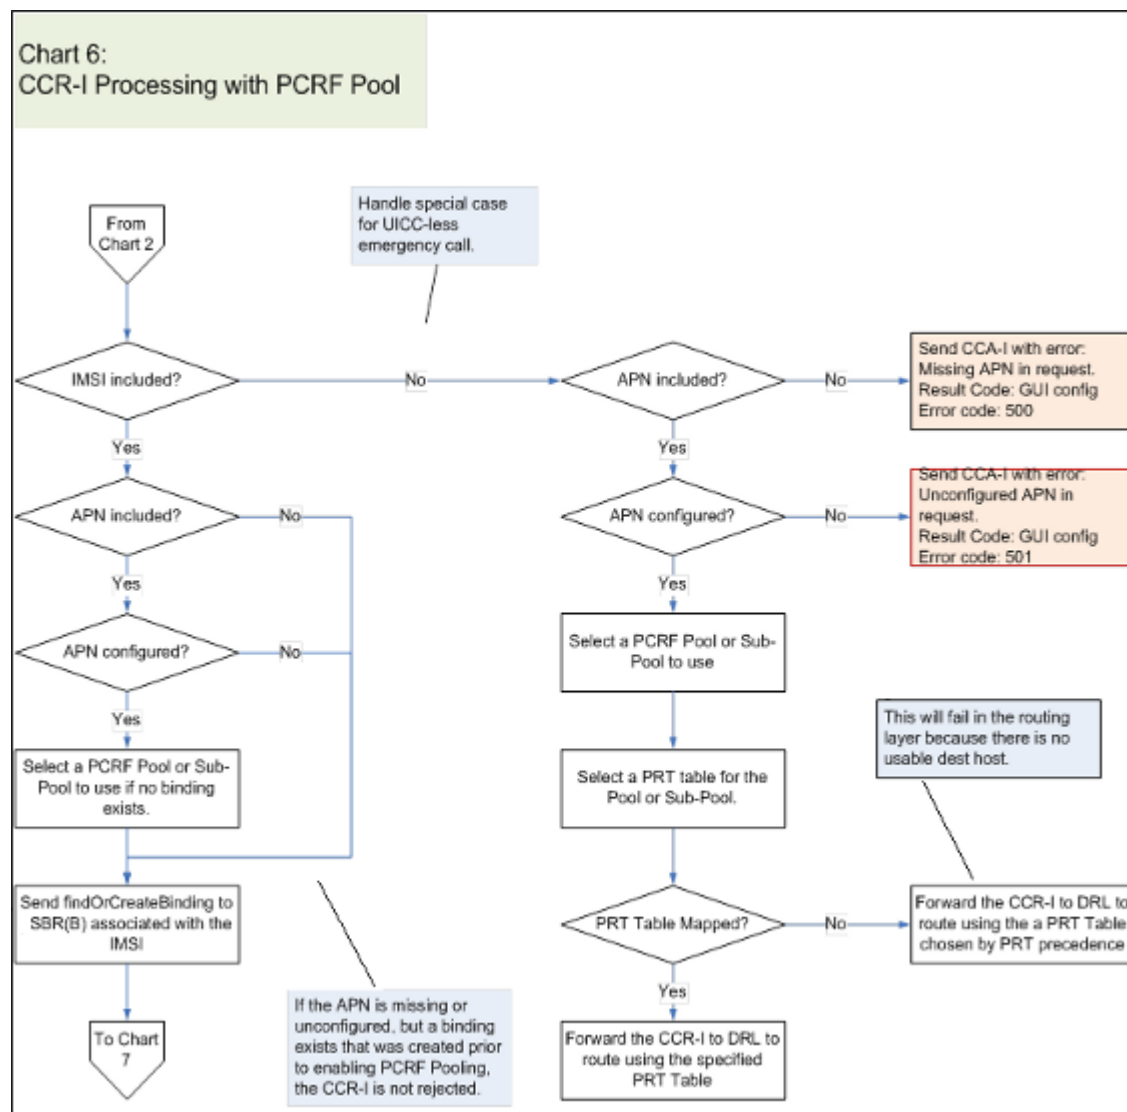 Chart 6:
CCR-I Processing with PCRF Pool
Handle special case
for UICC-less
emergency call.
From
Chart 2
IMSI included?
No
APN included?
No
Send CCA-I with error:
Missing APN in request.
Result Code: GUI config
Error code: 500
Yes
Yes
APN included?
No
APN configured?
No
Send CCA-I with error:
Unconfigured APN in
request.
Result Code: GUI config
Error code: 501
Yes
Yes
APN configured?
No
Select a PCRF Pool or Sub-
Pool to use
Yes
This will fail in the routing
layer because there is no
usable dest host.
Select a PCRF Pool or Sub-
Pool to use if no binding
exists.
Select a PRT table for the
Pool or Sub-Pool.
Send findOrCreateBinding to
SBR(B) associated with the
IMSI
PRT Table Mapped?
No
Forward the CCR-I to DRL to
route using the a PRT Table
chosen by PRT precedence
Yes
If the APN is missing or
unconfigured, but a binding
exists that was created prior
to enabling PCRF Pooling,
the CCR-I is not rejected.
To Chart
7
Forward the CCR-I to DRL to
route using the specified
PRT Table